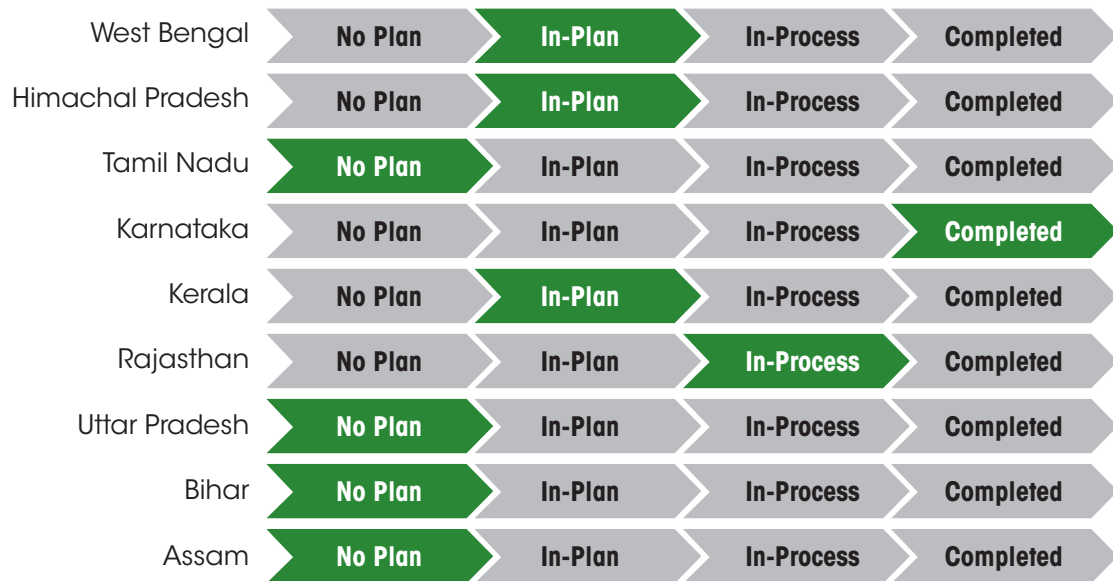 West Bengal No Plan In-Plan In-Process Completed
Himachal Pradesh No Plan In-Plan In-Process Completed
Tamil Nadu No Plan In-Plan In-Process Completed
Karnataka No Plan In-Plan In-Process Completed
Kerala No Plan In-Plan In-Process Completed
Rajasthan No Plan In-Plan In-Process Completed
Uttar Pradesh No Plan In-Plan In-Process Completed
Bihar No Plan In-Plan In-Process Completed
Assam No Plan In-Plan In-Process Completed